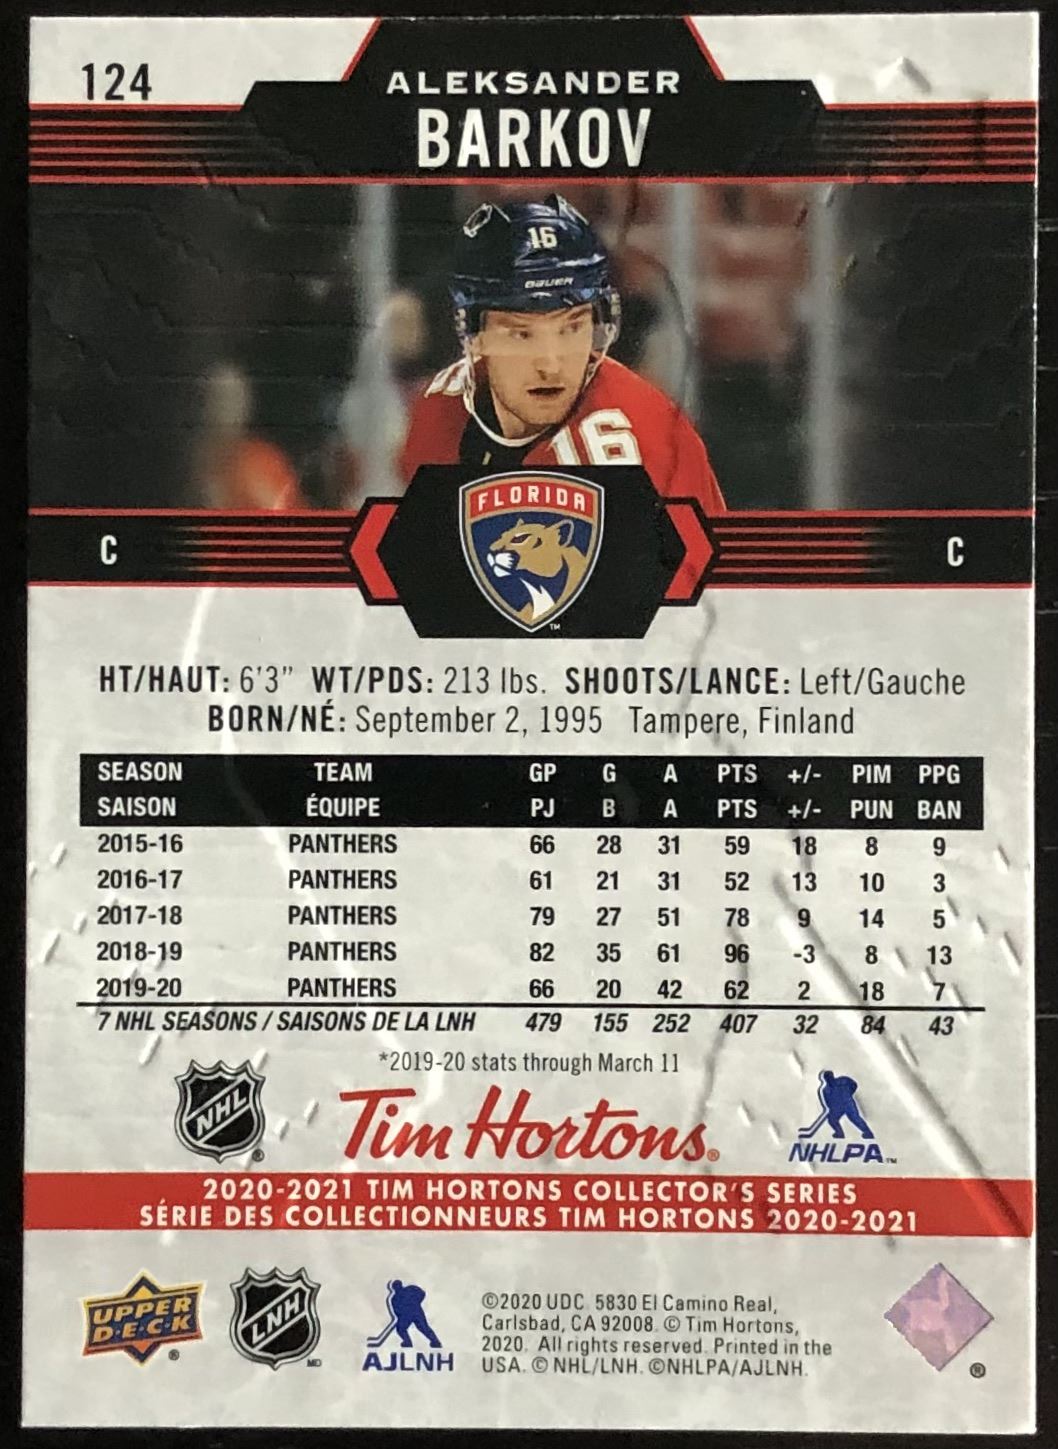 124
ALEKSANDER
BARKOV
16
BAUER
16
FLORIDA
TM
C C
HT/HAUT: 6'3" WT/PDS: 213 lbs. SHOOTS/LANCE: Left/Gauche
BORN/NÉ: September 2, 1995 Tampere, Finland
SEASON TEAM GP G A PTS +/- PIM PPG
SAISON ÉQUIPE PJ B A PTS +/- PUN BAN
2015-16 PANTHERS 66 28 31 59 18 8 9
2016-17 PANTHERS 61 21 31 52 13 10 3
2017-18 PANTHERS 79 27 51 78 9 14 5
2018-19 PANTHERS 82 35 61 96 -3 8 13
2019-20 PANTHERS 66 20 42 62 2 18 7
7 NHL SEASONS / SAISONS DE LA LNH 479 155 252 407 32 84 43
*2019-20 stats through March 11
NHL ® Tim Hortons® NHLPA™
2020-2021 TIM HORTONS COLLECTOR'S SERIES
SÉRIE DES COLLECTIONNEURS TIM HORTONS 2020-2021
UPPER
DECK ®
LNH MD
AJLNH
©2020 UDC. 5830 El Camino Real,
Carlsbad, CA 92008. © Tim Hortons,
2020. All rights reserved. Printed in the
USA. © NHL/LNH. ©NHLPA/AJLNH.
®